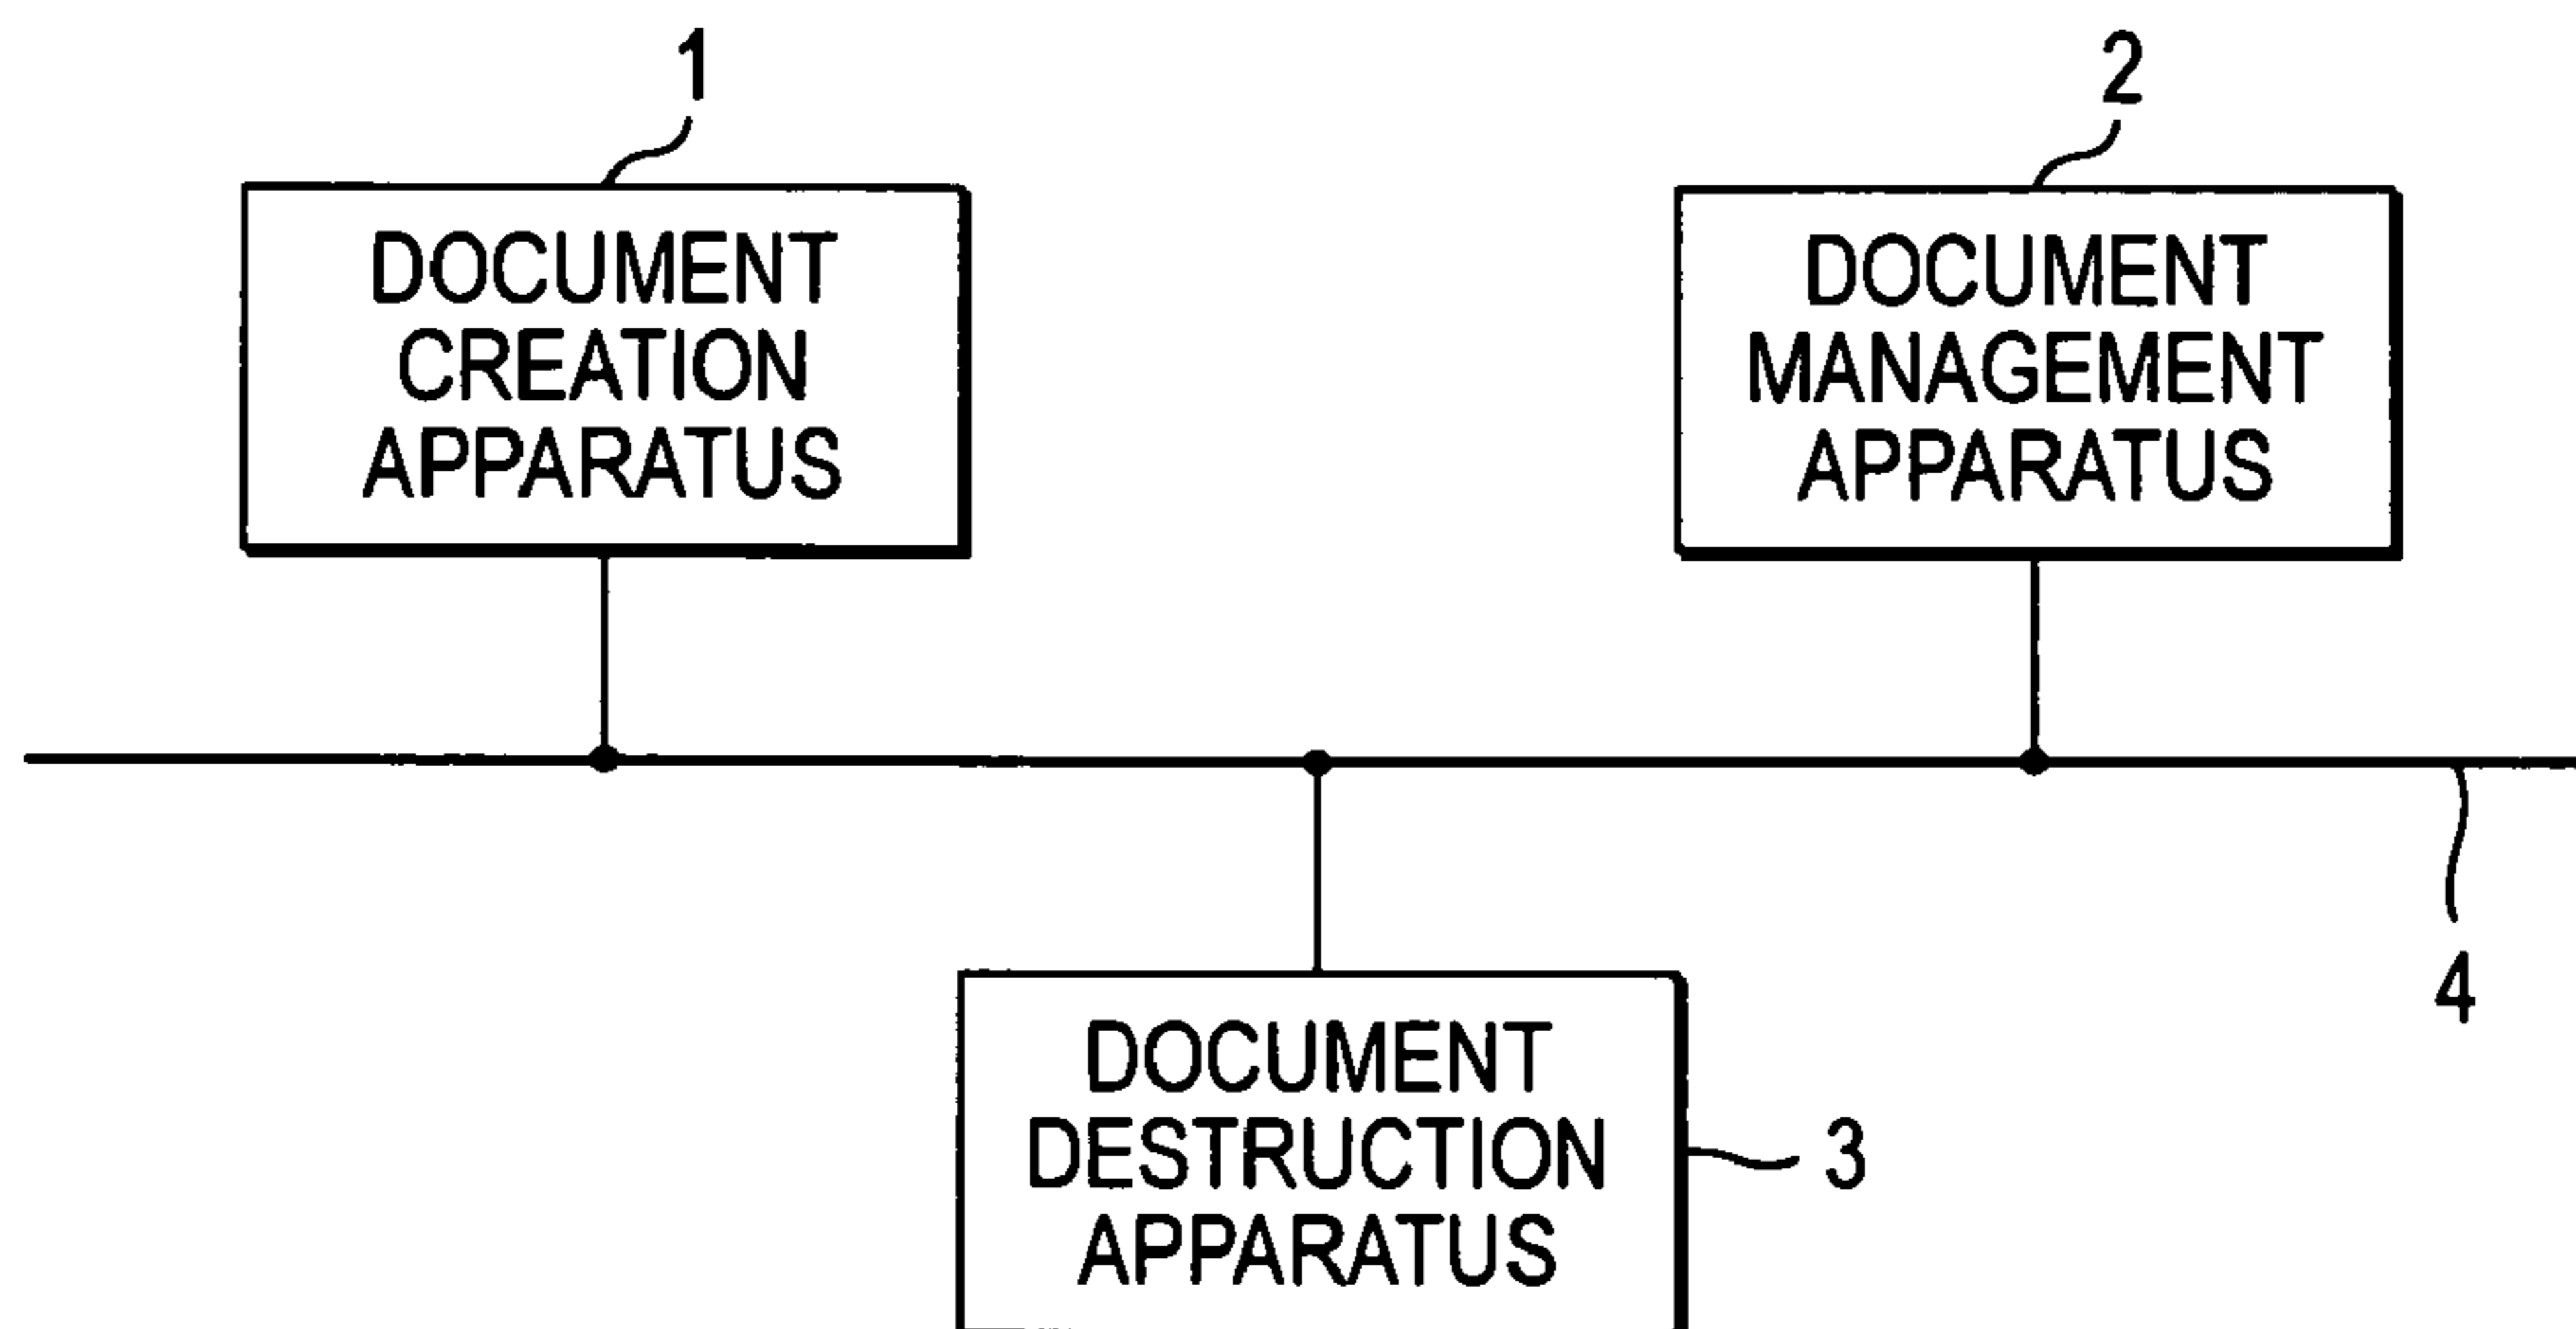 1
DOCUMENT
CREATION
APPARATUS
2
DOCUMENT
MANAGEMENT
APPARATUS
4
DOCUMENT
DESTRUCTION
APPARATUS
3